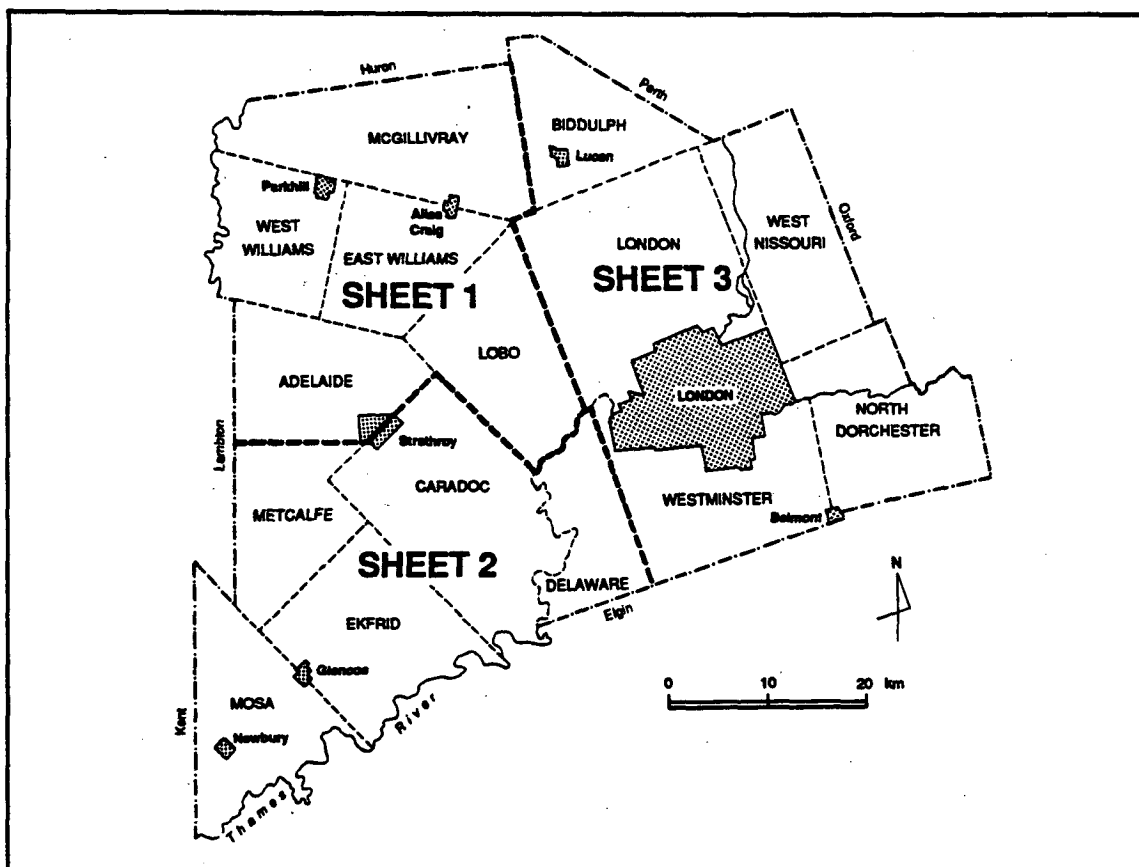 Huron
Perth
BIDDULPH
MCGILLIVRAY
Lucan
Parkhill
Ailsa
Craig
WEST
WILLIAMS
WEST
NISSOURI
Oxford
LONDON
EAST WILLIAMS
SHEET 3
SHEET 1
LOBO
ADELAIDE
LONDON
NORTH
DORCHESTER
Lambton
Strathroy
CARADOC
WESTMINSTER
METCALFE
Belmont
SHEET 2
DELAWARE
N
Elgin
EKFRID
Glencoe
0 10 20 km
MOSA
Kent
Newbury
Thames River